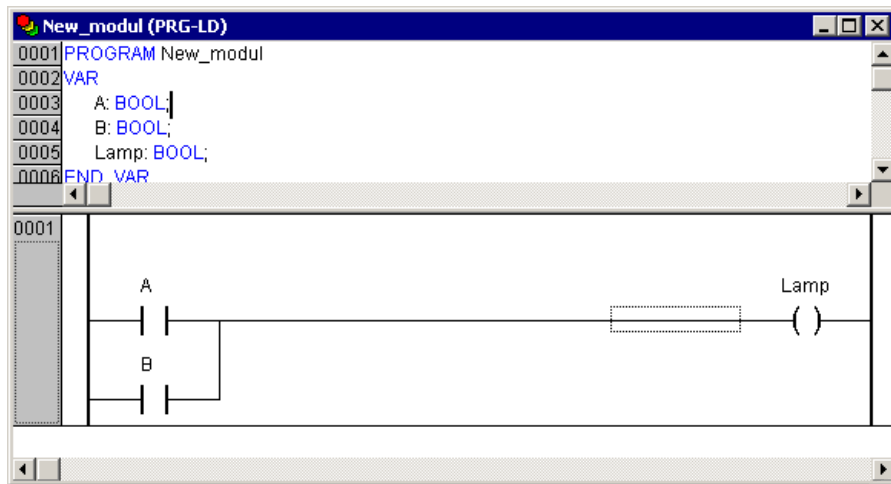 New_modul (PRG-LD)
0001 PROGRAM New_modul
0002 VAR
0003 A: BOOL;
0004 B: BOOL;
0005 Lamp: BOOL;
0006 END_VAR
0001
A Lamp
B